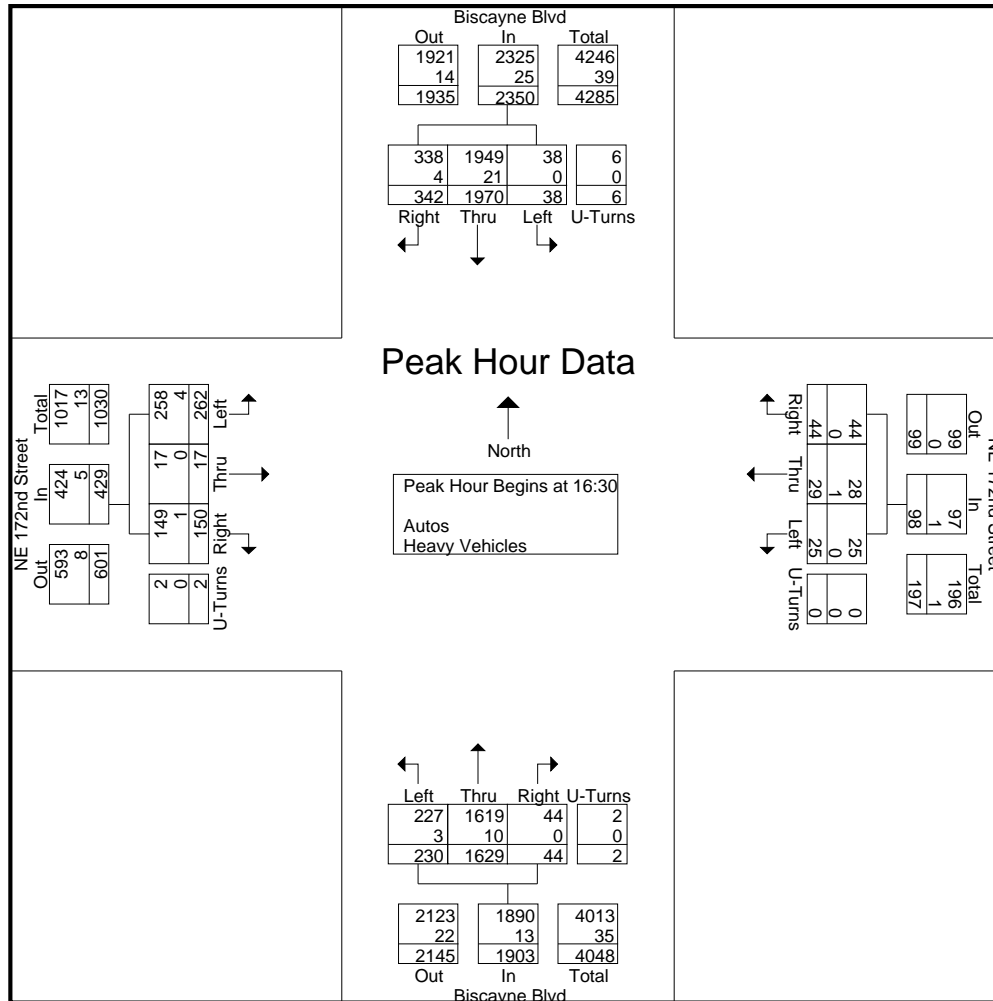 Biscayne Blvd
Out In Total
1921 2325 4246
14 25 39
1935 2350 4285
338 1949 38 6
4 21 0 0
342 1970 38 6
Right Thru Left U-Turns
Peak Hour Data
North
Peak Hour Begins at 16:30
Autos
Heavy Vehicles
NE 172nd Street
Total In Out
1017 424 593
13 5 8
1030 429 601
258 17 149 2
4 0 1 0
262 17 150 2
Left Thru Right U-Turns
NE 172nd Street
Out In Total
99 97 196
0 1 1
99 98 197
44 28 25 0
0 1 0 0
44 29 25 0
Right Thru Left U-Turns
Left Thru Right U-Turns
227 1619 44 2
3 10 0 0
230 1629 44 2
2123 1890 4013
22 13 35
2145 1903 4048
Out In Total
Biscayne Blvd